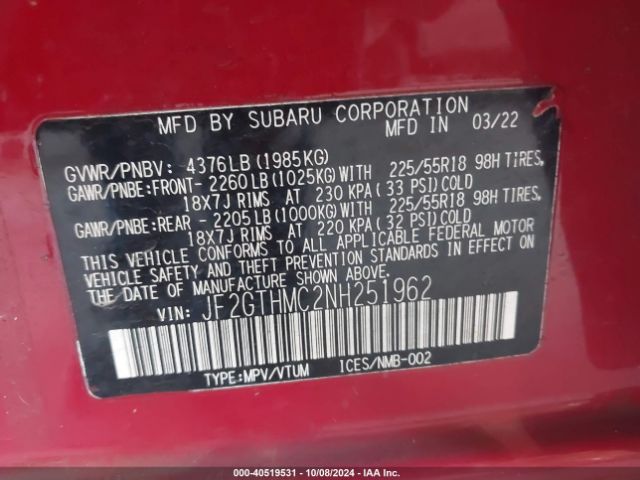 MFD BY SUBARU CORPORATION
MFD IN 03/22
GVWR/PNBV: 4376LB(1985KG)
GAWR/PNBE:FRONT- 2260LB(1025KG)WITH 225/55R18 98H TIRES,
18X7J RIMS AT 230 KPA(33 PSI)COLD
GAWR/PNBE:REAR - 2205LB(1000KG)WITH 225/55R18 98H TIRES,
18X7J RIMS AT 220 KPA(32 PSI)COLD
THIS VEHICLE CONFORMS TO ALL APPLICABLE FEDERAL MOTOR
VEHICLE SAFETY AND THEFT PREVENTION STANDARDS IN EFFECT ON
THE DATE OF MANUFACTURE SHOWN ABOVE.
VIN: JF2GTHMC2NH251962
TYPE:MPV/VTUM ICES/NMB-002
000-40519531 - 10/08/2024 - IAA Inc.